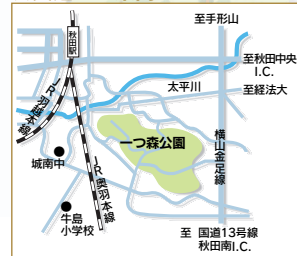 至手形山
秋田駅
至秋田中央
I.C.
太平川
至経法大
JR羽越本線
一つ森公園
横山金足線
城南中
JR奥羽本線
牛島
小学校
至 国道13号線
秋田南I.C.